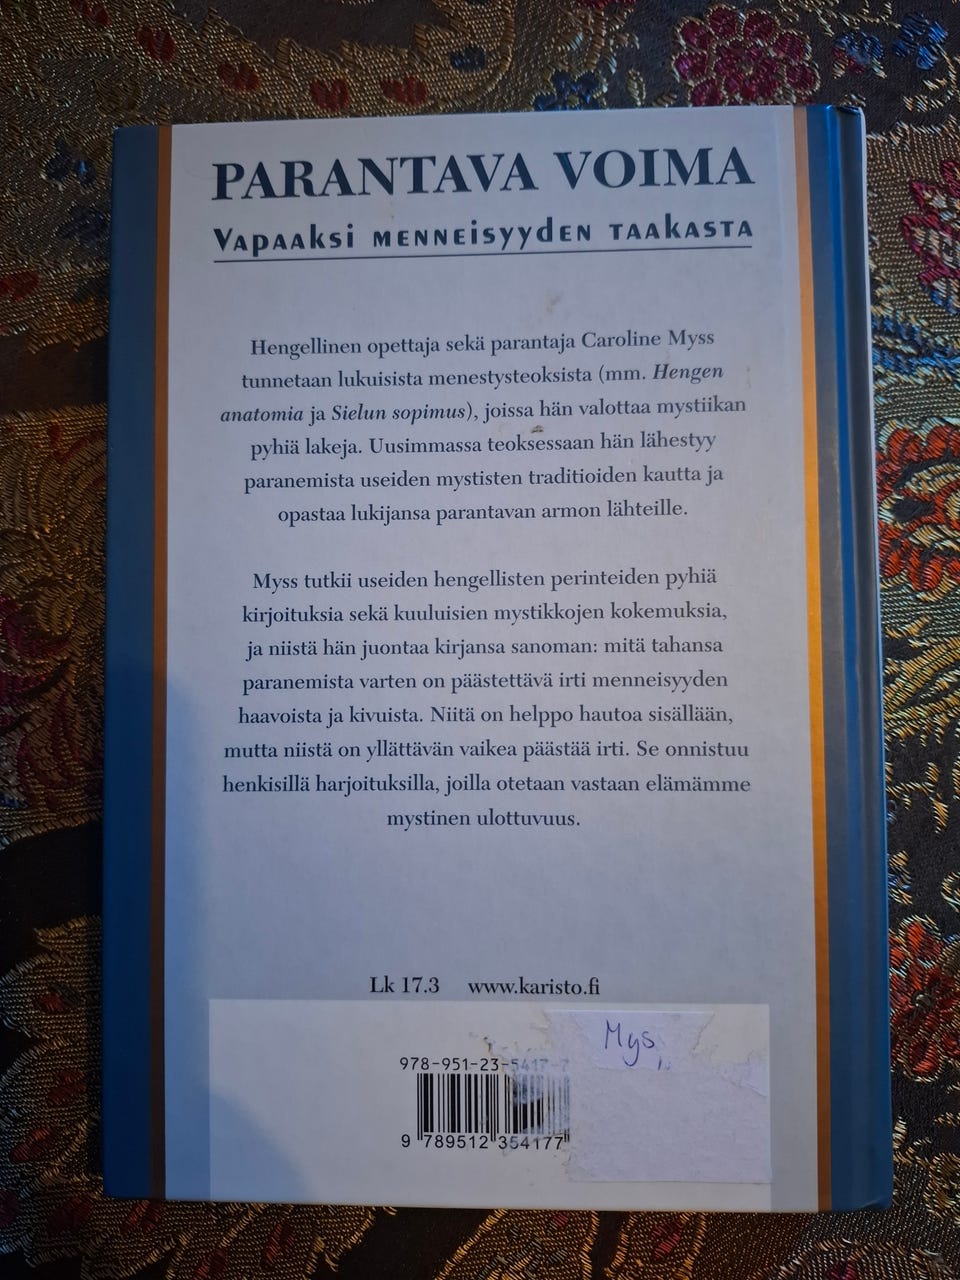 PARANTAVA VOIMA
Vapaaksi menneisyyden taakasta
Hengellinen opettaja sekä parantaja Caroline Myss
tunnetaan lukuisista menestysteoksista (mm. Hengen
anatomia ja Sielun sopimus), joissa hän valottaa mystiikan
pyhiä lakeja. Uusimmassa teoksessaan hän lähestyy
paranemista useiden mystisten traditioiden kautta ja
opastaa lukijansa parantavan armon lähteille.
Myss tutkii useiden hengellisten perinteiden pyhiä
kirjoituksia sekä kuuluisien mystikkojen kokemuksia,
ja niistä hän juontaa kirjansa sanoman: mitä tahansa
paranemista varten on päästettävä irti menneisyyden
haavoista ja kivuista. Niitä on helppo hautoa sisällään,
mutta niistä on yllättävän vaikea päästää irti. Se onnistuu
henkisillä harjoituksilla, joilla otetaan vastaan elämämme
mystinen ulottuvuus.
Lk 17.3 www.karisto.fi
Mys
978-951-23-5417-7
9 789512 354177